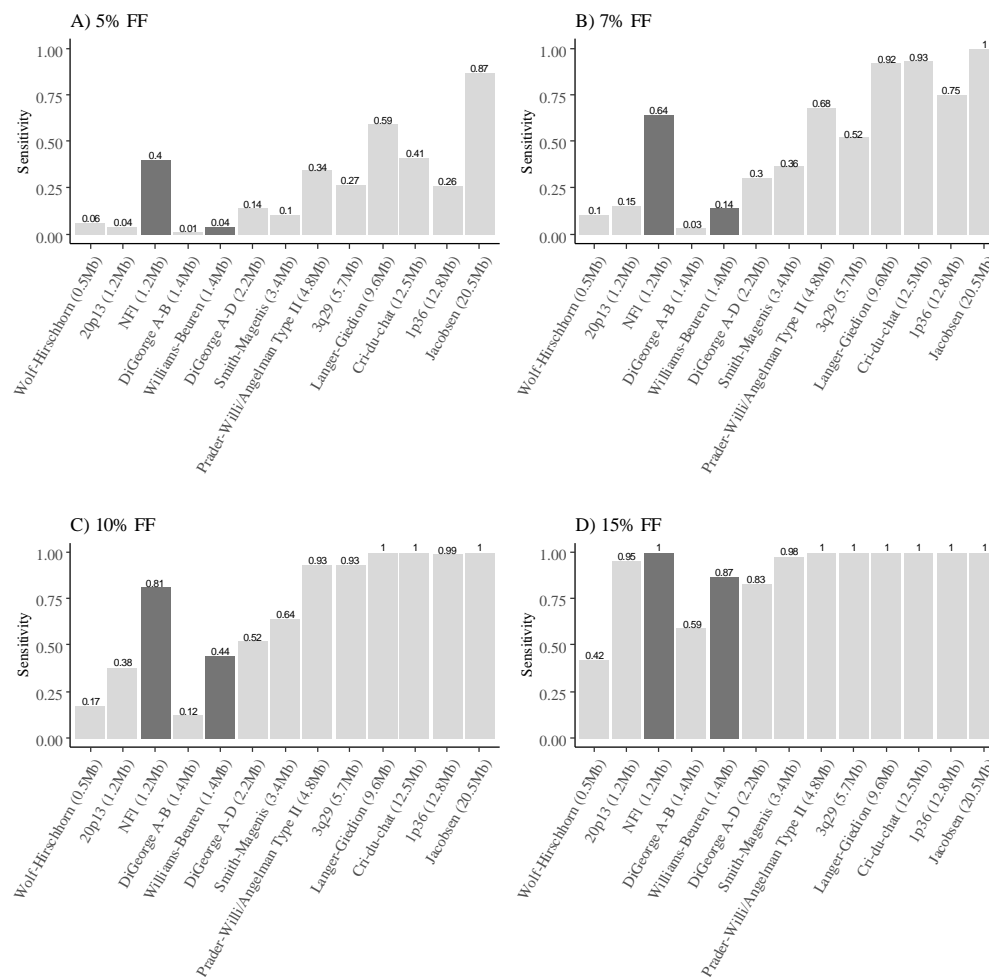 A) 5% FF
Sensitivity
1.00
0.75
0.50
0.25
0.00
0.06
0.04
0.4
0.01
0.04
0.14
0.1
0.34
0.27
0.59
0.41
0.26
0.87
Wolf-Hirschhorn (0.5Mb)
20p13 (1.2Mb)
NF1 (1.2Mb)
DiGeorge A-B (1.4Mb)
Williams-Beuren (1.4Mb)
DiGeorge A-D (2.2Mb)
Smith-Magenis (3.4Mb)
Prader-Willi/Angelman Type II (4.8Mb)
3q29 (5.7Mb)
Langer-Giedion (9.6Mb)
Cri-du-chat (12.5Mb)
1p36 (12.8Mb)
Jacobsen (20.5Mb)
B) 7% FF
Sensitivity
1.00
0.75
0.50
0.25
0.00
0.1
0.15
0.64
0.03
0.14
0.3
0.36
0.68
0.52
0.92
0.93
0.75
1
Wolf-Hirschhorn (0.5Mb)
20p13 (1.2Mb)
NF1 (1.2Mb)
DiGeorge A-B (1.4Mb)
Williams-Beuren (1.4Mb)
DiGeorge A-D (2.2Mb)
Smith-Magenis (3.4Mb)
Prader-Willi/Angelman Type II (4.8Mb)
3q29 (5.7Mb)
Langer-Giedion (9.6Mb)
Cri-du-chat (12.5Mb)
1p36 (12.8Mb)
Jacobsen (20.5Mb)
C) 10% FF
Sensitivity
1.00
0.75
0.50
0.25
0.00
0.17
0.38
0.81
0.12
0.44
0.52
0.64
0.93
0.93
1
1
0.99
1
Wolf-Hirschhorn (0.5Mb)
20p13 (1.2Mb)
NF1 (1.2Mb)
DiGeorge A-B (1.4Mb)
Williams-Beuren (1.4Mb)
DiGeorge A-D (2.2Mb)
Smith-Magenis (3.4Mb)
Prader-Willi/Angelman Type II (4.8Mb)
3q29 (5.7Mb)
Langer-Giedion (9.6Mb)
Cri-du-chat (12.5Mb)
1p36 (12.8Mb)
Jacobsen (20.5Mb)
D) 15% FF
Sensitivity
1.00
0.75
0.50
0.25
0.00
0.42
0.95
1
0.59
0.87
0.83
0.98
1
1
1
1
1
1
Wolf-Hirschhorn (0.5Mb)
20p13 (1.2Mb)
NF1 (1.2Mb)
DiGeorge A-B (1.4Mb)
Williams-Beuren (1.4Mb)
DiGeorge A-D (2.2Mb)
Smith-Magenis (3.4Mb)
Prader-Willi/Angelman Type II (4.8Mb)
3q29 (5.7Mb)
Langer-Giedion (9.6Mb)
Cri-du-chat (12.5Mb)
1p36 (12.8Mb)
Jacobsen (20.5Mb)